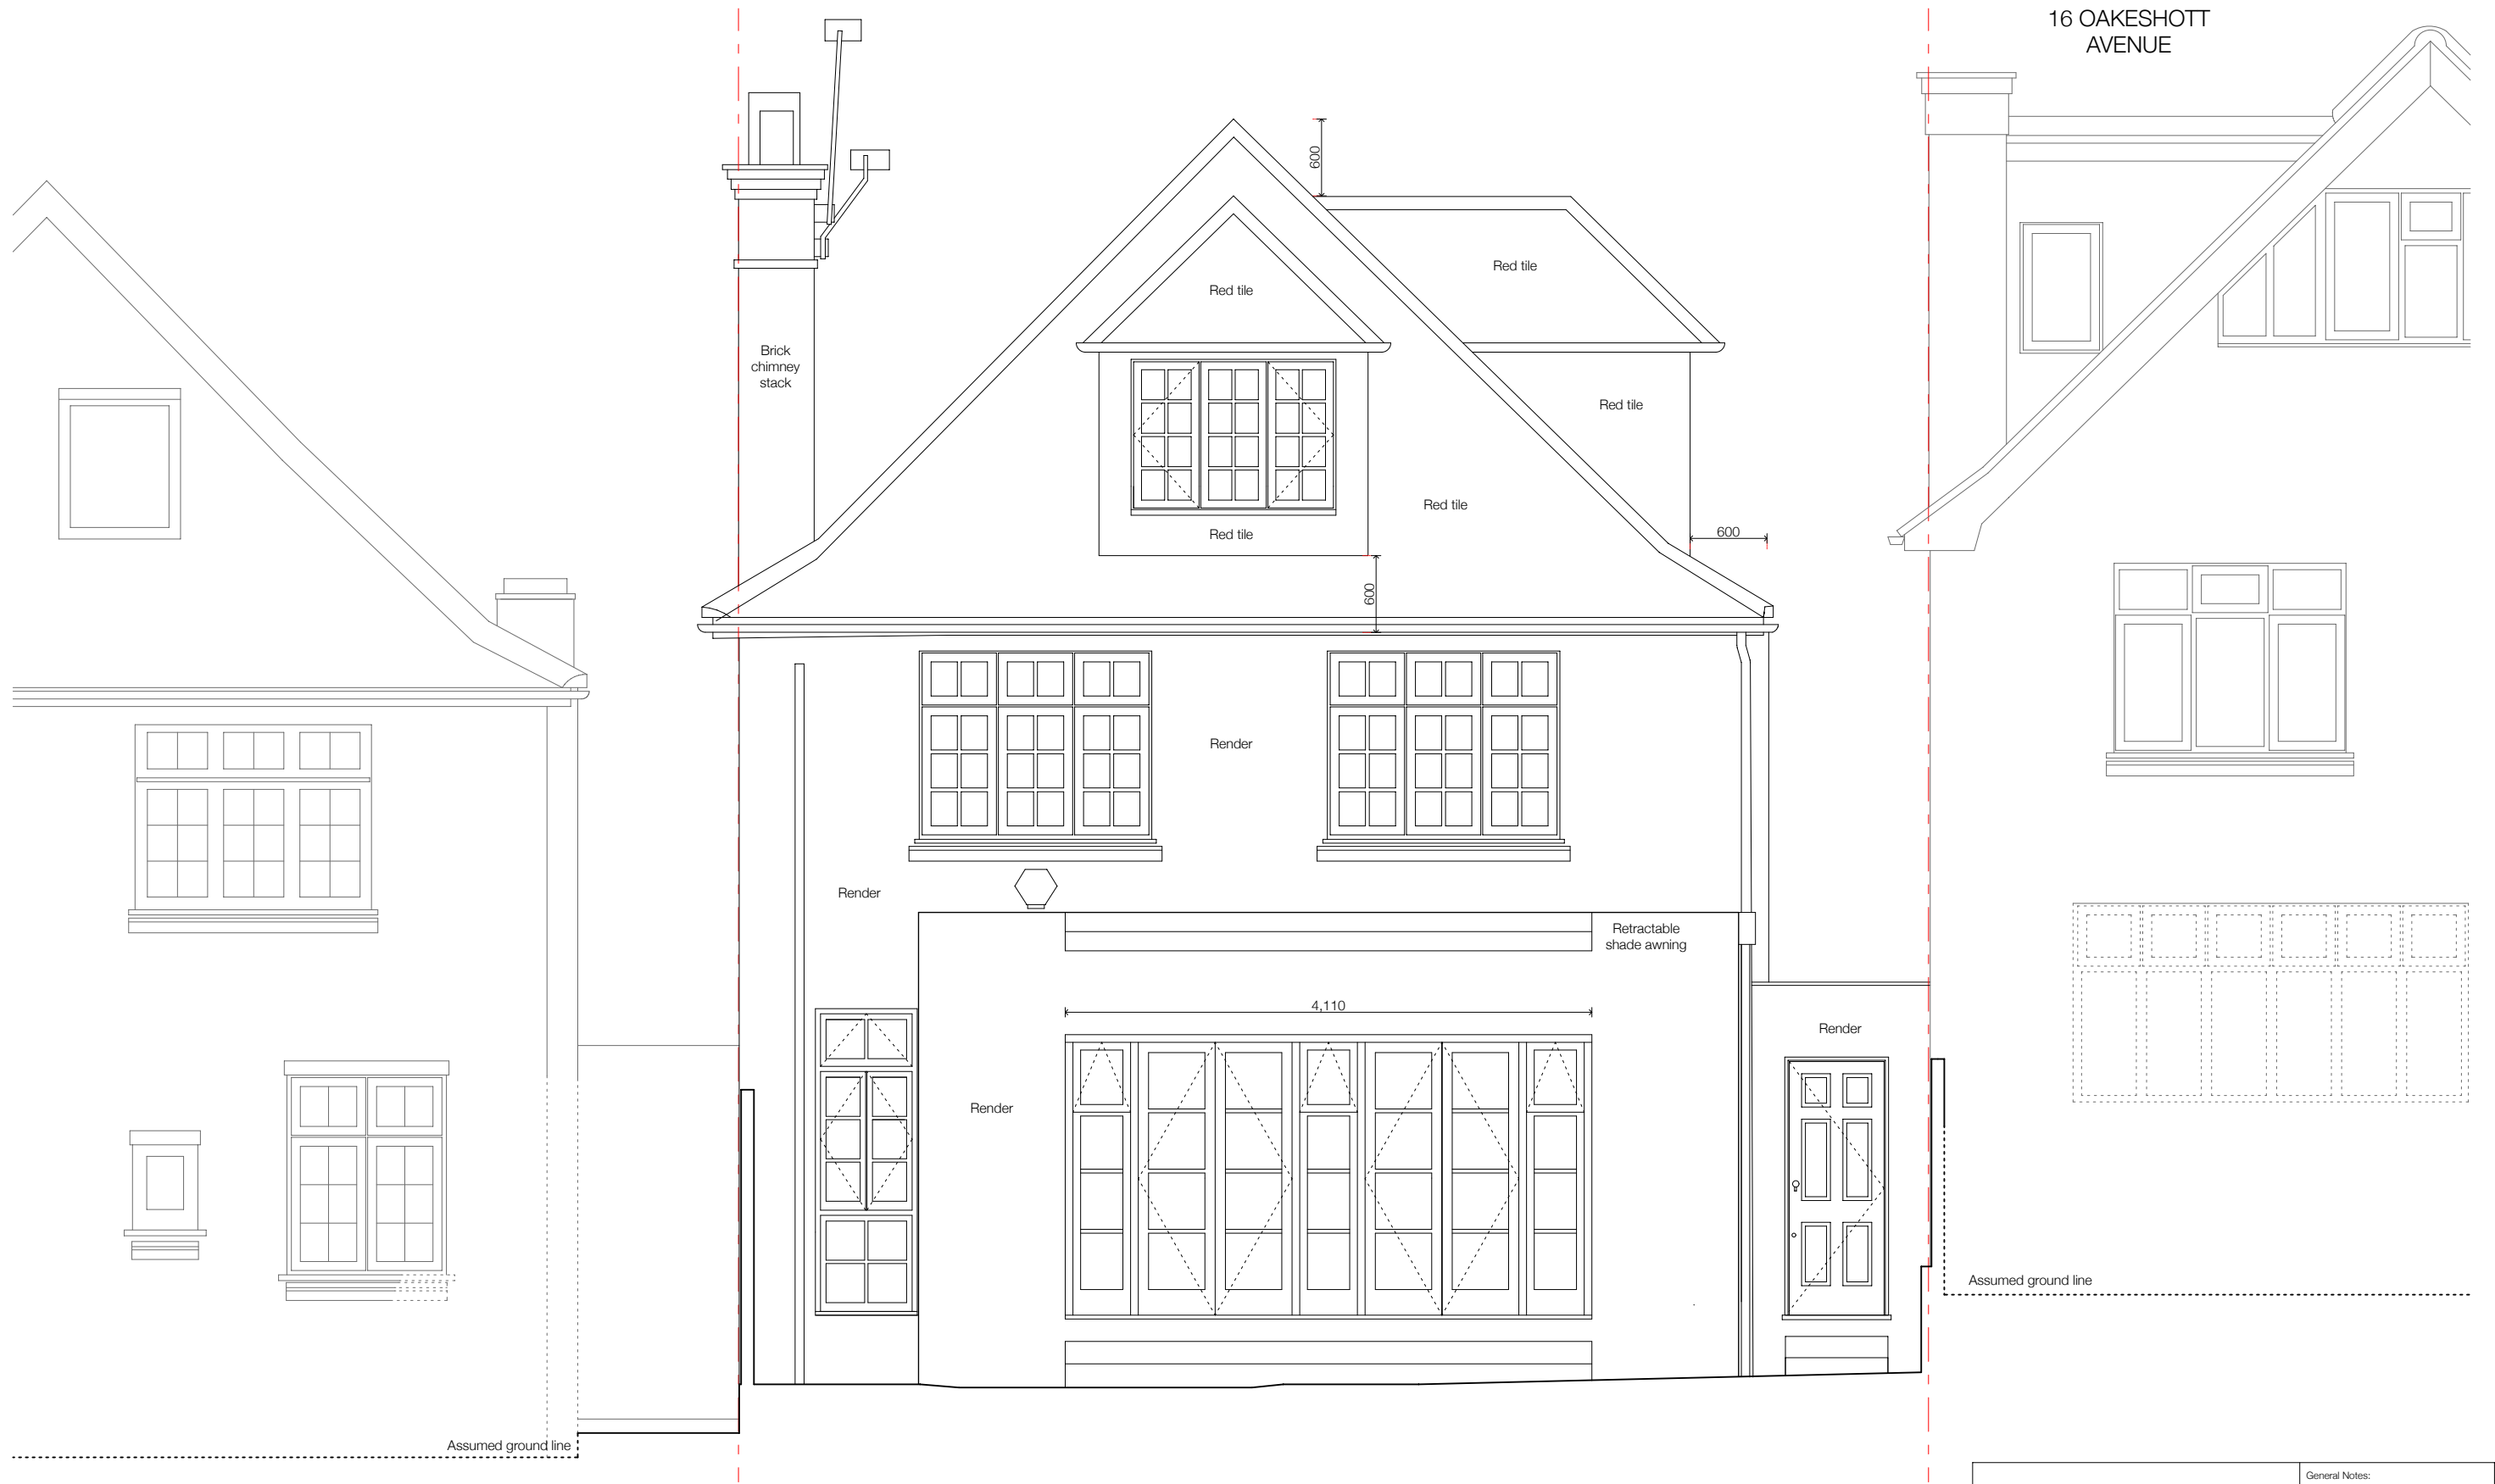 16 OAKESHOTT
AVENUE
600
Red tile
Red tile
Brick
chimney
stack
Red tile
Red tile
Red tile
600
600
Render
Render
Retractable
shade awning
4,110
Render
Render
Assumed ground line
Assumed ground line
General Notes: